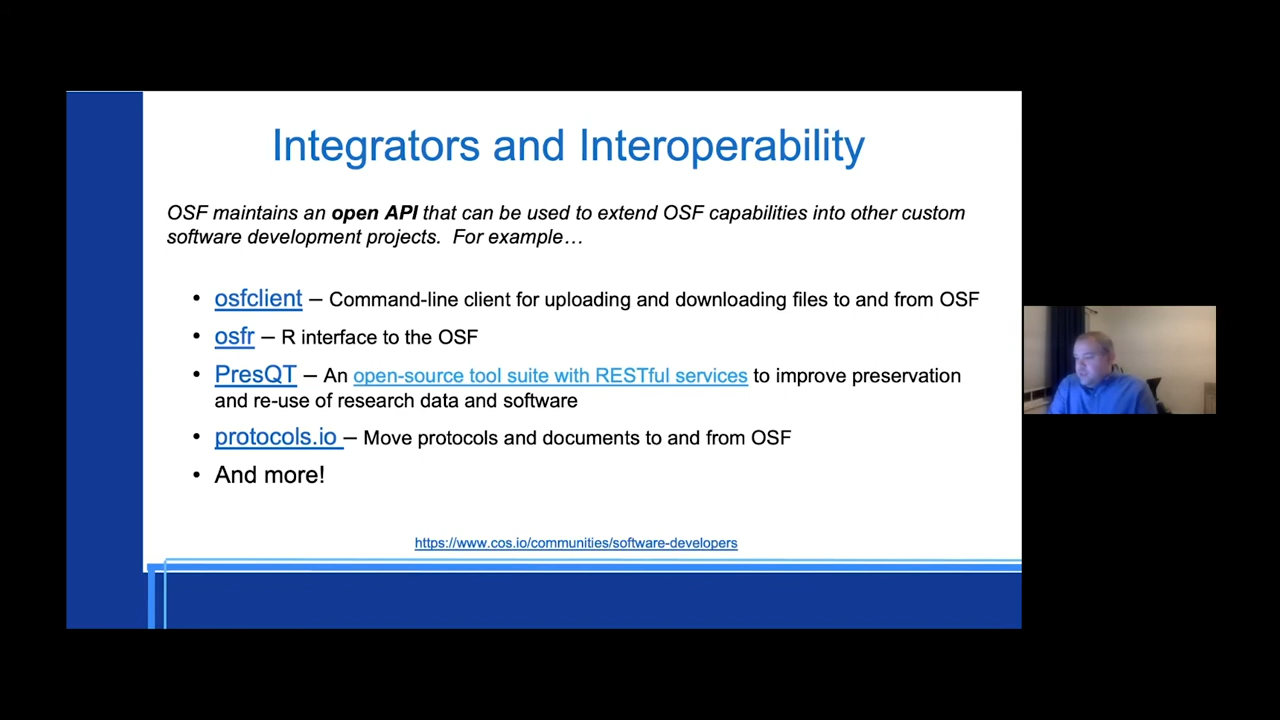 Integrators and Interoperability
OSF maintains an open API that can be used to extend OSF capabilities into other custom
software development projects.  For example…
• osfclient – Command-line client for uploading and downloading files to and from OSF
• osfr – R interface to the OSF
• PresQT – An open-source tool suite with RESTful services to improve preservation
and re-use of research data and software
• protocols.io – Move protocols and documents to and from OSF
• And more!
https://www.cos.io/communities/software-developers